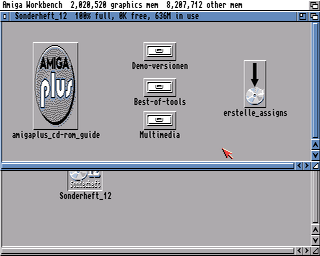 Amiga Workbench 2,020,520 graphics mem 8,207,712 other mem
Sonderheft_12 100% full, 0K free, 636M in use
AMIGA
plus
Demo-versionen
Best-of-tools
Multimedia
amigaplus_cd-rom_guide
erstelle_assigns
Sonderheft
Sonderheft_12